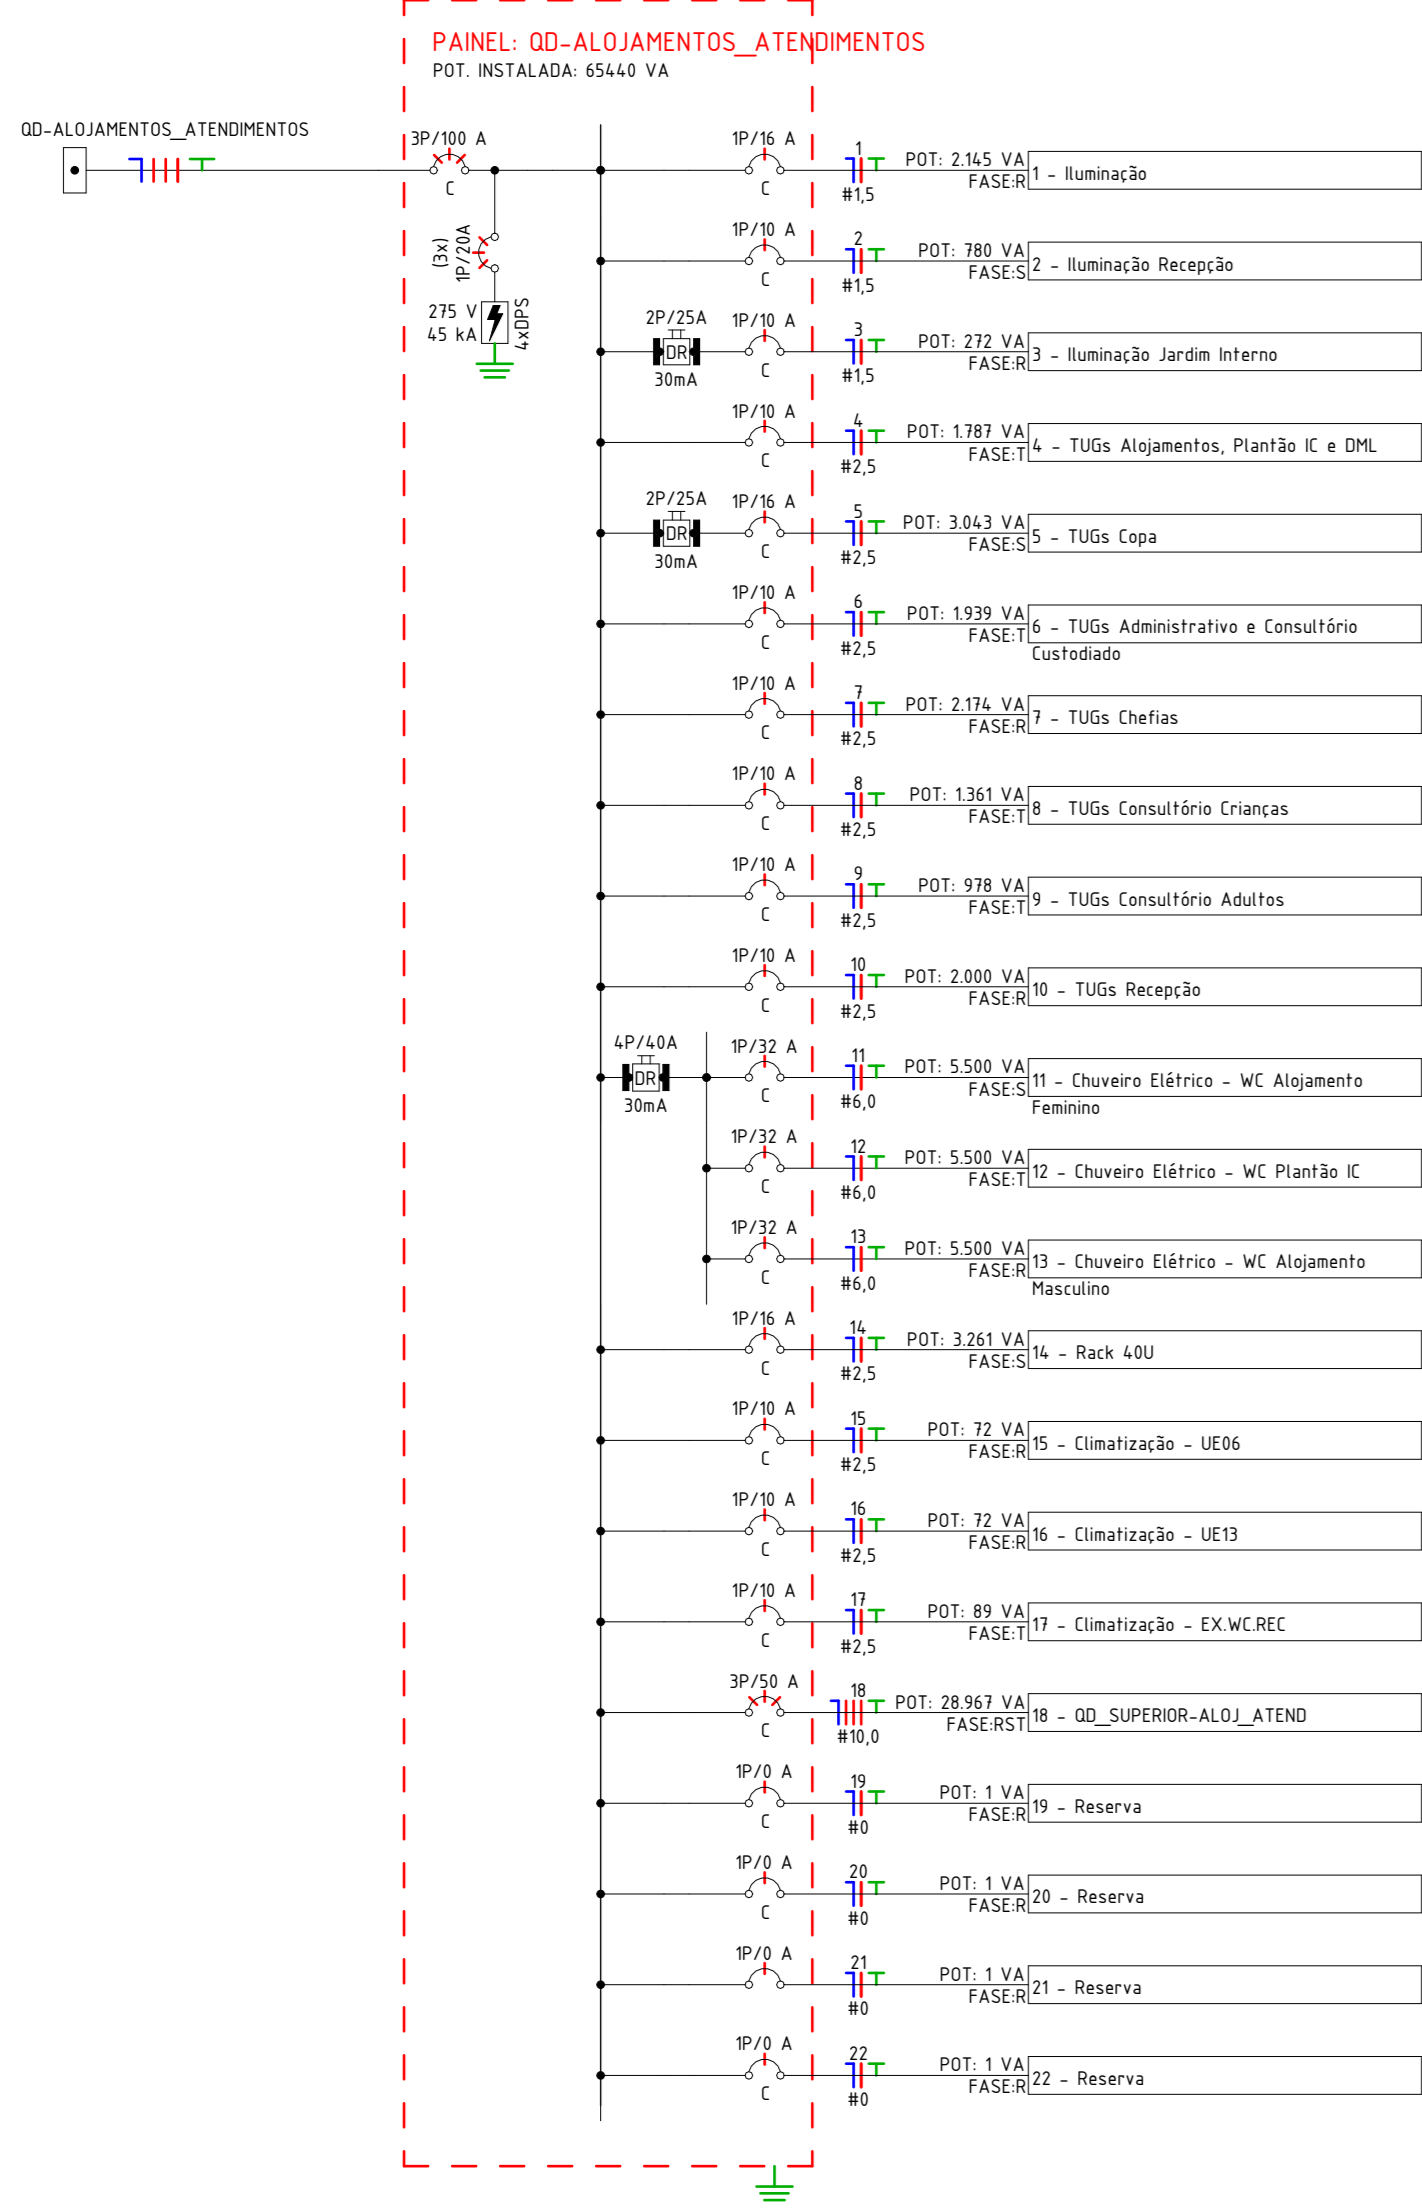 PAINEL: QD-ALOJAMENTOS_ATENDIMENTOS
POT. INSTALADA: 65440 VA
QD-ALOJAMENTOS_ATENDIMENTOS
3P/100 A
C
(3x)
1P/20A
275 V
45 kA
4xDPS
1P/16 A
C
1
#1,5
POT: 2.145 VA
FASE:R
1 - Iluminação
1P/10 A
C
2
#1,5
POT: 780 VA
FASE:S
2 - Iluminação Recepção
2P/25A
DR
30mA
1P/10 A
C
3
#1,5
POT: 272 VA
FASE:R
3 - Iluminação Jardim Interno
1P/10 A
C
4
#2,5
POT: 1.787 VA
FASE:T
4 - TUGs Alojamentos, Plantão IC e DML
2P/25A
DR
30mA
1P/16 A
C
5
#2,5
POT: 3.043 VA
FASE:S
5 - TUGs Copa
1P/10 A
C
6
#2,5
POT: 1.939 VA
FASE:T
6 - TUGs Administrativo e Consultório
Custodiado
1P/10 A
C
7
#2,5
POT: 2.174 VA
FASE:R
7 - TUGs Chefias
1P/10 A
C
8
#2,5
POT: 1.361 VA
FASE:T
8 - TUGs Consultório Crianças
1P/10 A
C
9
#2,5
POT: 978 VA
FASE:T
9 - TUGs Consultório Adultos
1P/10 A
C
10
#2,5
POT: 2.000 VA
FASE:R
10 - TUGs Recepção
4P/40A
DR
30mA
1P/32 A
C
11
#6,0
POT: 5.500 VA
FASE:S
11 - Chuveiro Elétrico - WC Alojamento
Feminino
1P/32 A
C
12
#6,0
POT: 5.500 VA
FASE:T
12 - Chuveiro Elétrico - WC Plantão IC
1P/32 A
C
13
#6,0
POT: 5.500 VA
FASE:R
13 - Chuveiro Elétrico - WC Alojamento
Masculino
1P/16 A
C
14
#2,5
POT: 3.261 VA
FASE:S
14 - Rack 40U
1P/10 A
C
15
#2,5
POT: 72 VA
FASE:R
15 - Climatização - UE06
1P/10 A
C
16
#2,5
POT: 72 VA
FASE:R
16 - Climatização - UE13
1P/10 A
C
17
#2,5
POT: 89 VA
FASE:T
17 - Climatização - EX.WC.REC
3P/50 A
C
18
#10,0
POT: 28.967 VA
FASE:RST
18 - QD_SUPERIOR-ALOJ_ATEND
1P/0 A
C
19
#0
POT: 1 VA
FASE:R
19 - Reserva
1P/0 A
C
20
#0
POT: 1 VA
FASE:R
20 - Reserva
1P/0 A
C
21
#0
POT: 1 VA
FASE:R
21 - Reserva
1P/0 A
C
22
#0
POT: 1 VA
FASE:R
22 - Reserva